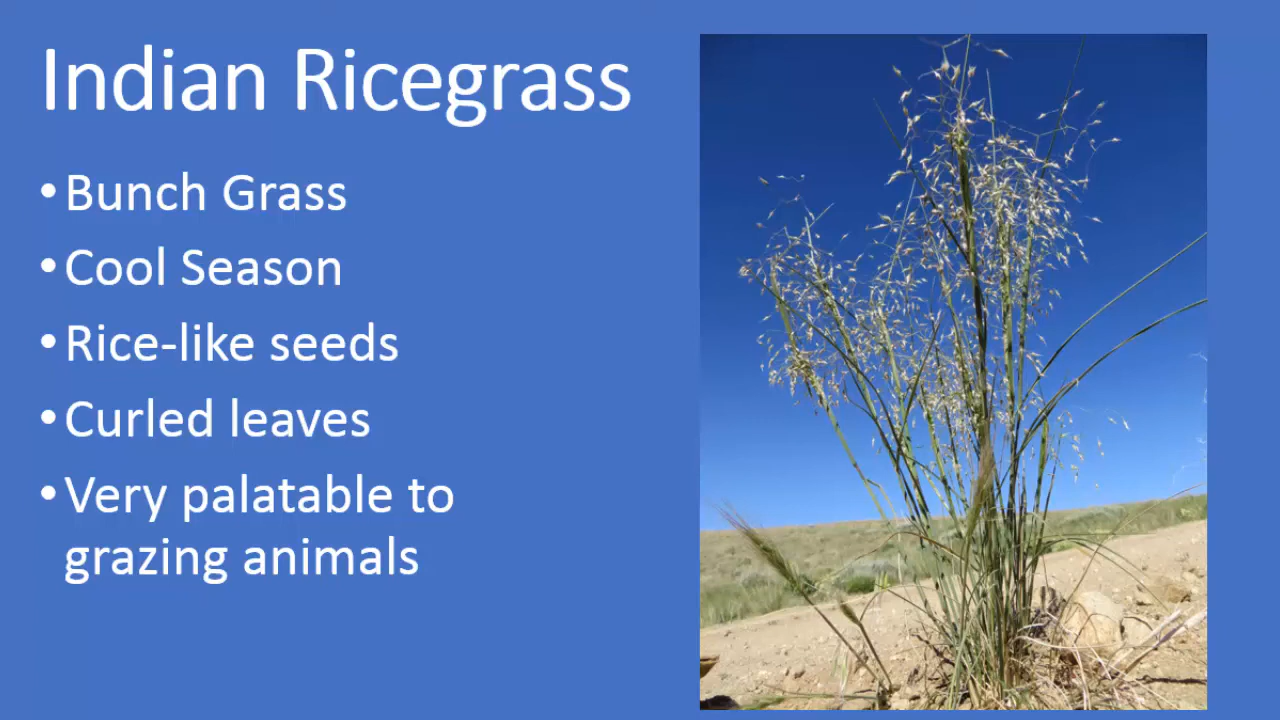 Indian Ricegrass
•Bunch Grass
•Cool Season
•Rice-like seeds
•Curled leaves
•Very palatable to
grazing animals